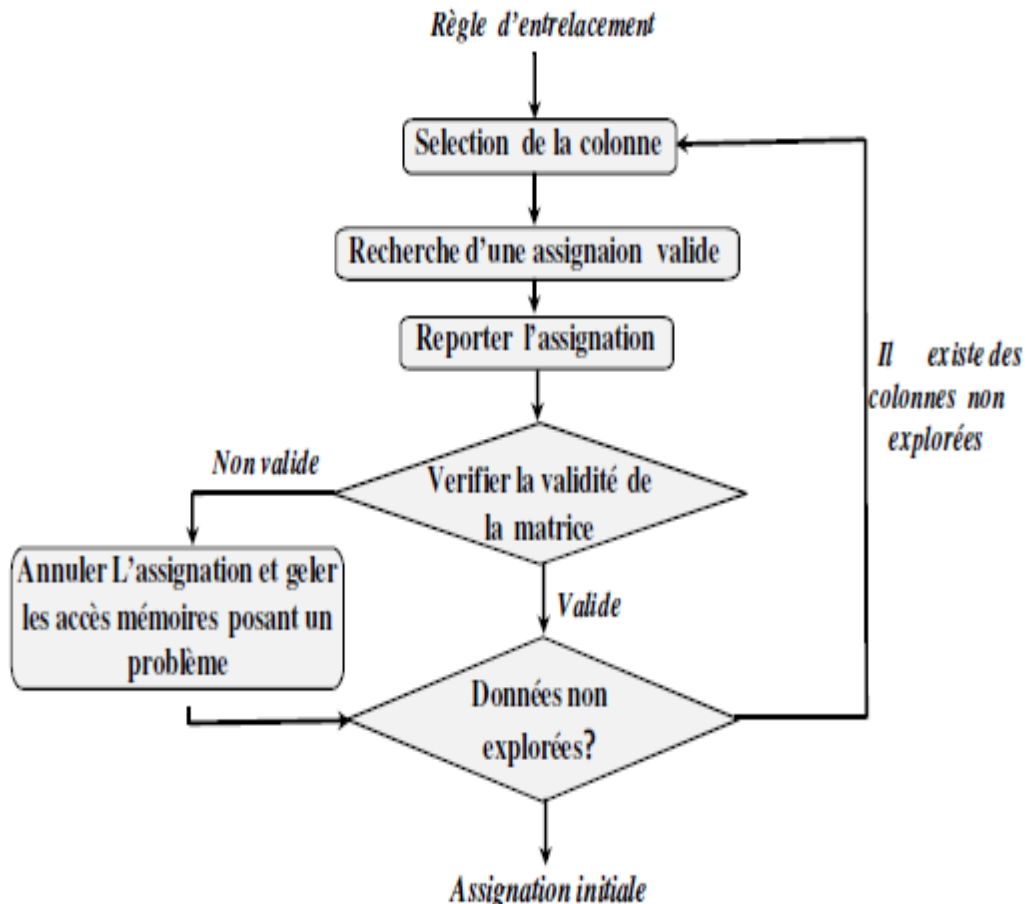 Règle d'entrelacement
Selection de la colonne
Recherche d'une assignaion valide
Reporter l'assignation
Il existe des
colonnes non
explorées
Non valide
Verifier la validité de
la matrice
Annuler L'assignation et geler
les accès mémoires posant un
problème
Valide
Données non
explorées?
Assignation initiale